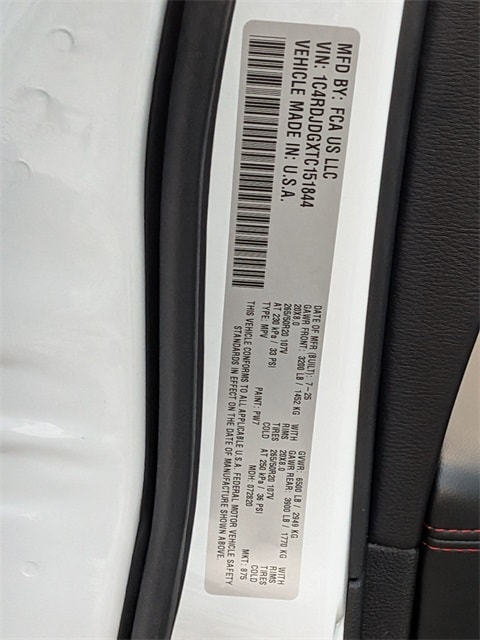 MFG BY: FCA US LLC
VIN: 1C4RDJDGXTC151844
VEHICLE MADE IN: U.S.A.
DATE OF MFR (BUILT): 7-25 GVWR: 6500 LB / 2949 KG
GAWR FRONT: 3200 LB / 1452 KG WITH GAWR REAR: 3900 LB / 1770 KG WITH
20X8.0 RIMS 20X8.0 RIMS
265/50R20 107V TIRES 265/50R20 107V TIRES
AT 230 kPa / 33 PSI COLD AT 250 kPa / 36 PSI COLD
TYPE: MPV PAINT: PW7 MDH: 072820 MKT: 875
THIS VEHICLE CONFORMS TO ALL APPLICABLE U.S.A. FEDERAL MOTOR VEHICLE SAFETY
STANDARDS IN EFFECT ON THE DATE OF MANUFACTURE SHOWN ABOVE.